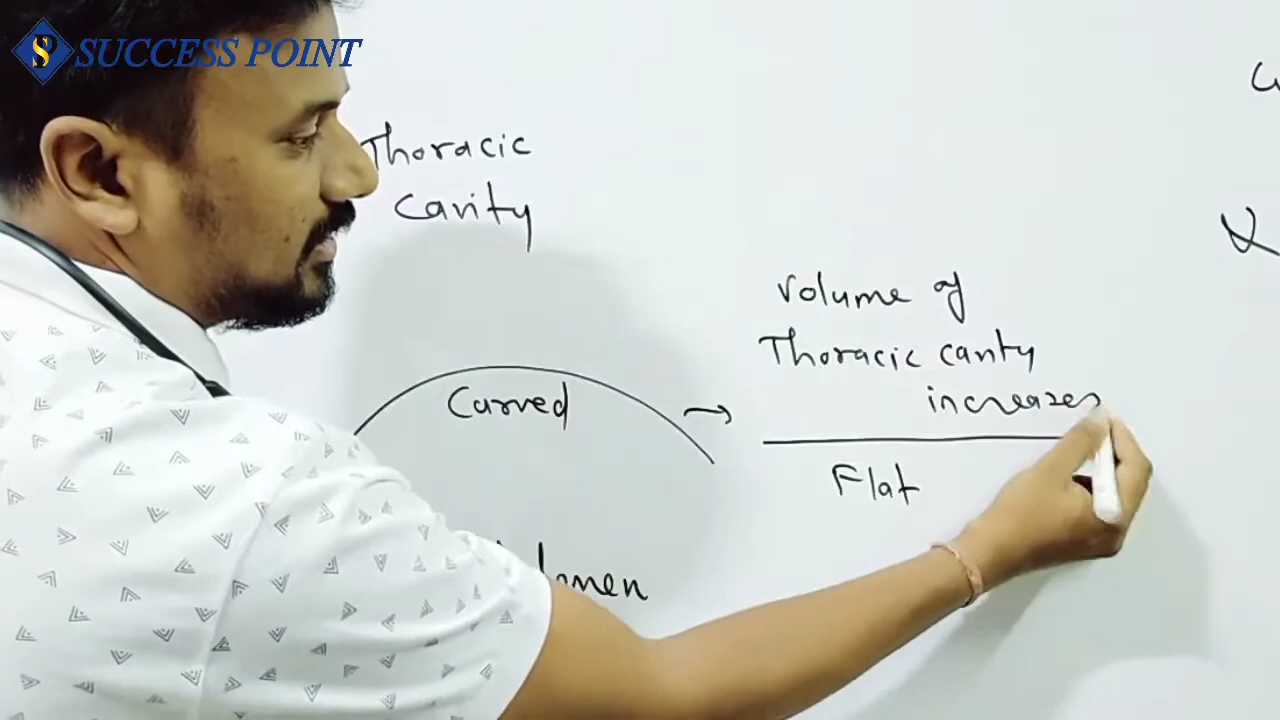 SUCCESS POINT
Thoracic
Cavity
Volume of
Thoracic cavity
increases
Curved
Flat